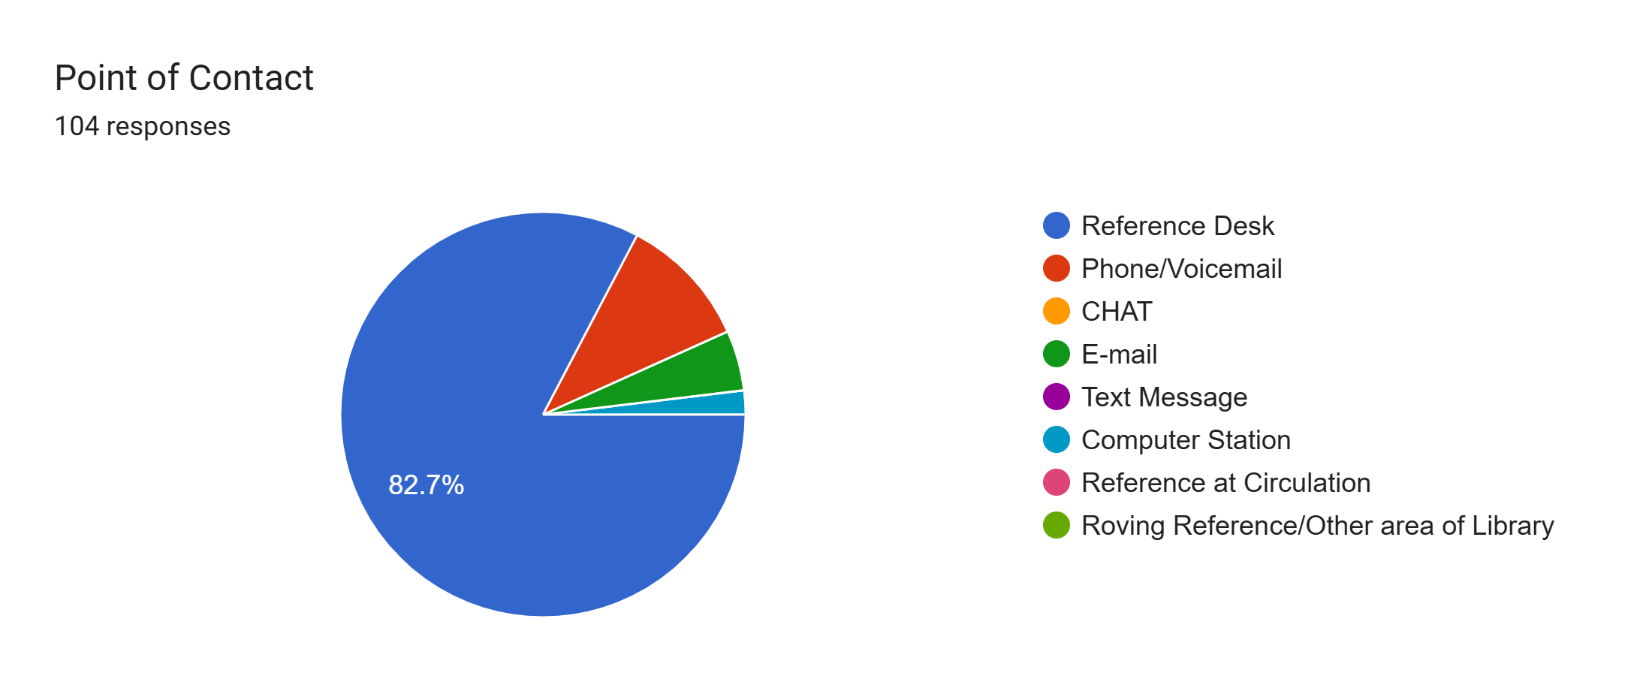 Point of Contact
104 responses
82.7%
Reference Desk
Phone/Voicemail
CHAT
E-mail
Text Message
Computer Station
Reference at Circulation
Roving Reference/Other area of Library